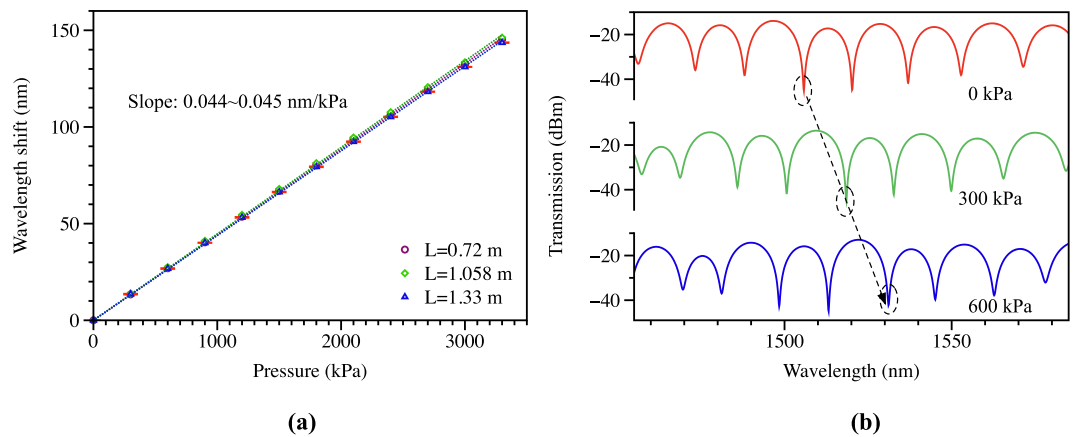 150
100
50
0
Wavelength shift (nm)
Slope: 0.044~0.045 nm/kPa
L=0.72 m
L=1.058 m
L=1.33 m
0 1000 2000 3000
Pressure (kPa)
(a)
Transmission (dBm)
−20
−40
0 kPa
−20
−40
300 kPa
−20
−40
600 kPa
1500 1550
Wavelength (nm)
(b)